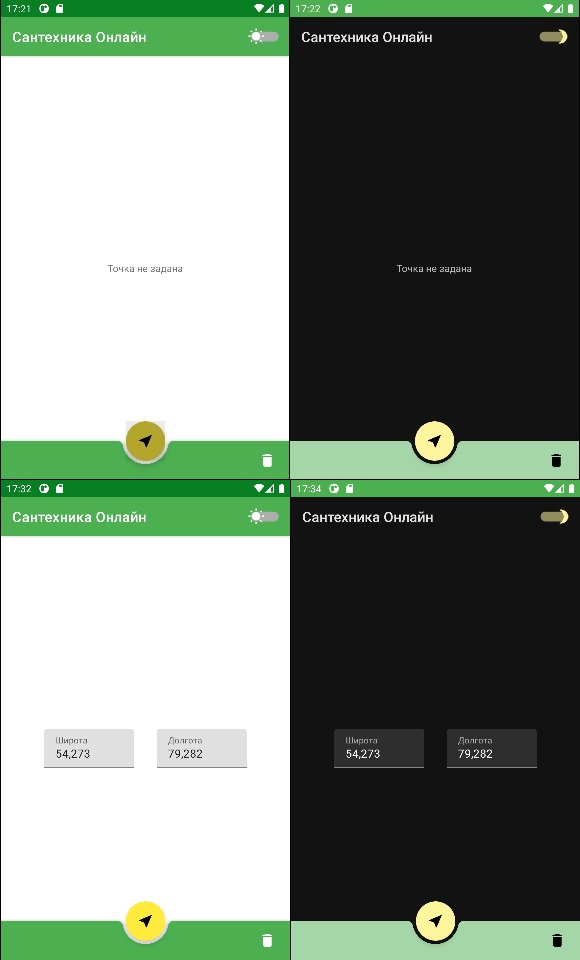 17:21
Сантехника Онлайн
Точка не задана
17:22
Сантехника Онлайн
Точка не задана
17:32
Сантехника Онлайн
Широта
54,273
Долгота
79,282
17:34
Сантехника Онлайн
Широта
54,273
Долгота
79,282